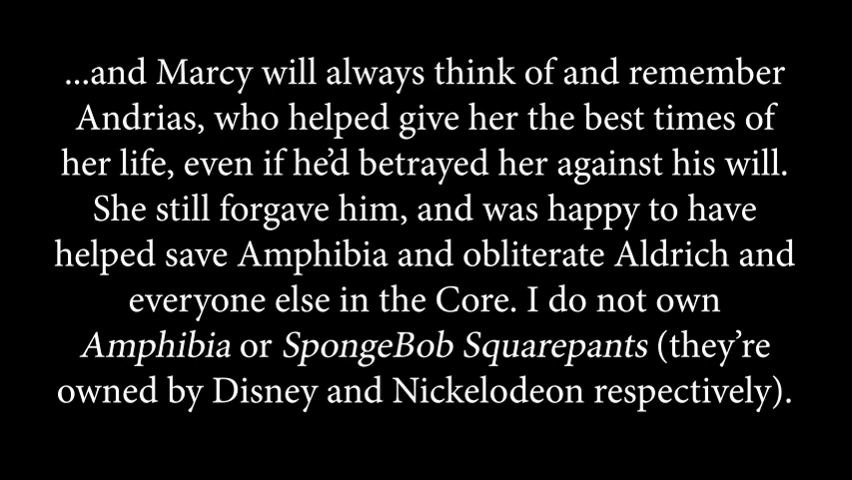 ...and Marcy will always think of and remember
Andrias, who helped give her the best times of
her life, even if he’d betrayed her against his will.
She still forgave him, and was happy to have
helped save Amphibia and obliterate Aldrich and
everyone else in the Core. I do not own
Amphibia or SpongeBob Squarepants (they’re
owned by Disney and Nickelodeon respectively).